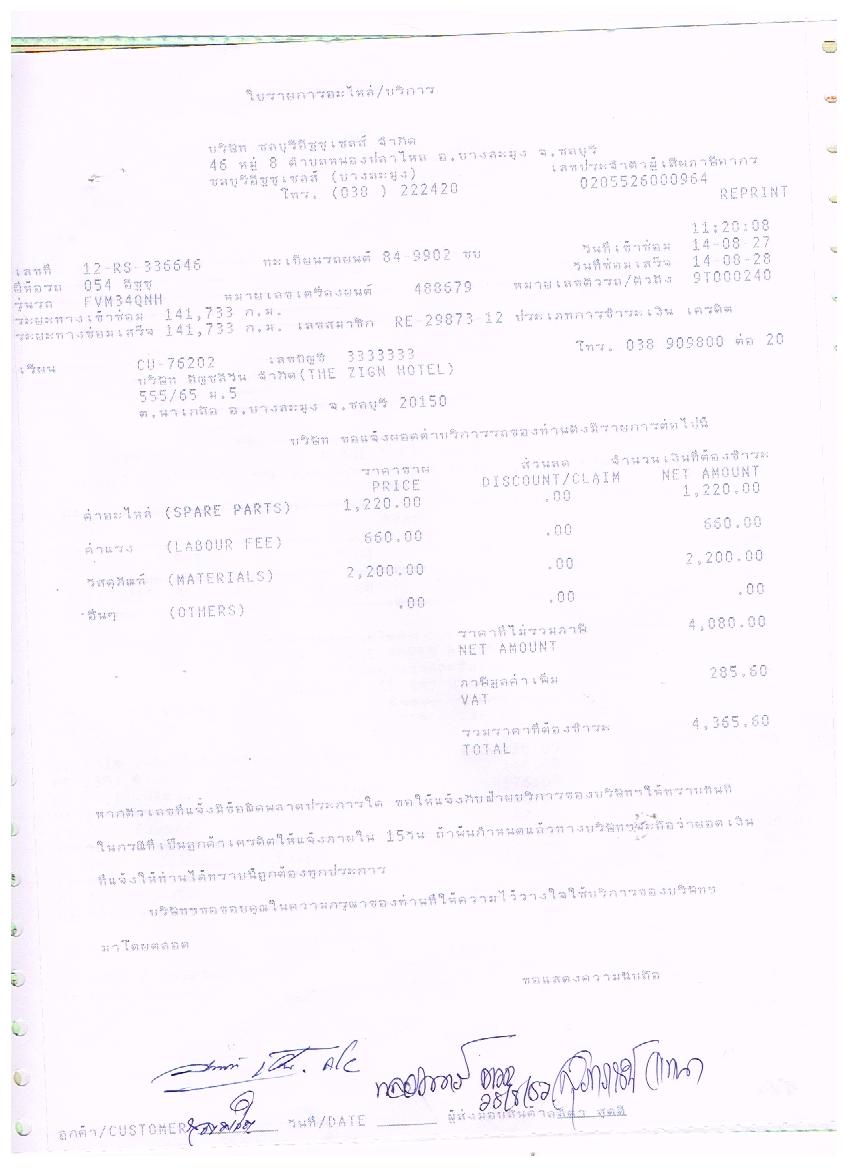 ใบรายการอะไหล่/บริการ
บริษัท ชลบุรีอีซูซุเซลส์ จำกัด
46 หมู่ 8 ตำบลหนองปลาไหล อ.บางละมุง จ.ชลบุรี
ชลบุรีอีซูซุเซลส์ (บางละมุง) เลขประจำตัวผู้เสียภาษีอากร
โทร. (038 ) 222420 0205526000964
REPRINT
11:20:08
เลขที่ 12-RS-336646 ทะเบียนรถยนต์ 84-9902 ชบ วันที่เข้าซ่อม 14-08-27
ยี่ห้อรถ 054 อีซูซุ วันที่ซ่อมเสร็จ 14-08-28
รุ่นรถ FVM34QNH หมายเลขเครื่องยนต์ 488679 หมายเลขตัวรถ/ตัวถัง 9T000240
ระยะทางเข้าซ่อม 141,733 ก.ม.
ระยะทางซ่อมเสร็จ 141,733 ก.ม. เลขสมาชิก RE-29873-12 ประเภทการชำระเงิน เครดิต
เรียน CU-76202 เลขบัญชี 3333333 โทร. 038 909800 ต่อ 20
บริษัท จำกัด(THE ZIGN HOTEL)
555/65 ม.5
ต.นาเกลือ อ.บางละมุง จ.ชลบุรี 20150
บริษัท ขอแจ้งยอดค่าบริการรถของท่านดังมีรายการต่อไปนี้
ราคาขาย ส่วนลด จำนวนเงินที่ต้องชำระ
PRICE DISCOUNT/CLAIM NET AMOUNT
ค่าอะไหล่ (SPARE PARTS) 1,220.00 .00 1,220.00
ค่าแรง (LABOUR FEE) 660.00 .00 660.00
วัสดุภัณฑ์ (MATERIALS) 2,200.00 .00 2,200.00
อื่นๆ (OTHERS) .00 .00 .00
ราคาที่ไม่รวมภาษี 4,080.00
NET AMOUNT
ภาษีมูลค่าเพิ่ม 285.60
VAT
รวมราคาที่ต้องชำระ 4,365.60
TOTAL
หากตัวเลขที่แจ้งมีข้อผิดพลาดประการใด ขอให้แจ้งกับฝ่ายบริการของบริษัทฯให้ทราบทันที
ในกรณีที่เป็นลูกค้าเครดิตให้แจ้งภายใน 15วัน ถ้าพ้นกำหนดแล้วทางบริษัทฯจะถือว่ายอดเงิน
ที่แจ้งให้ท่านได้ทราบนี้ถูกต้องทุกประการ
บริษัทฯขอขอบคุณในความกรุณาของท่านที่ให้ความไว้วางใจใช้บริการของบริษัทฯ
มาโดยตลอด
ขอแสดงความนับถือ
ลูกค้า/CUSTOMER วันที่/DATE ผู้ส่งมอบสินค้า